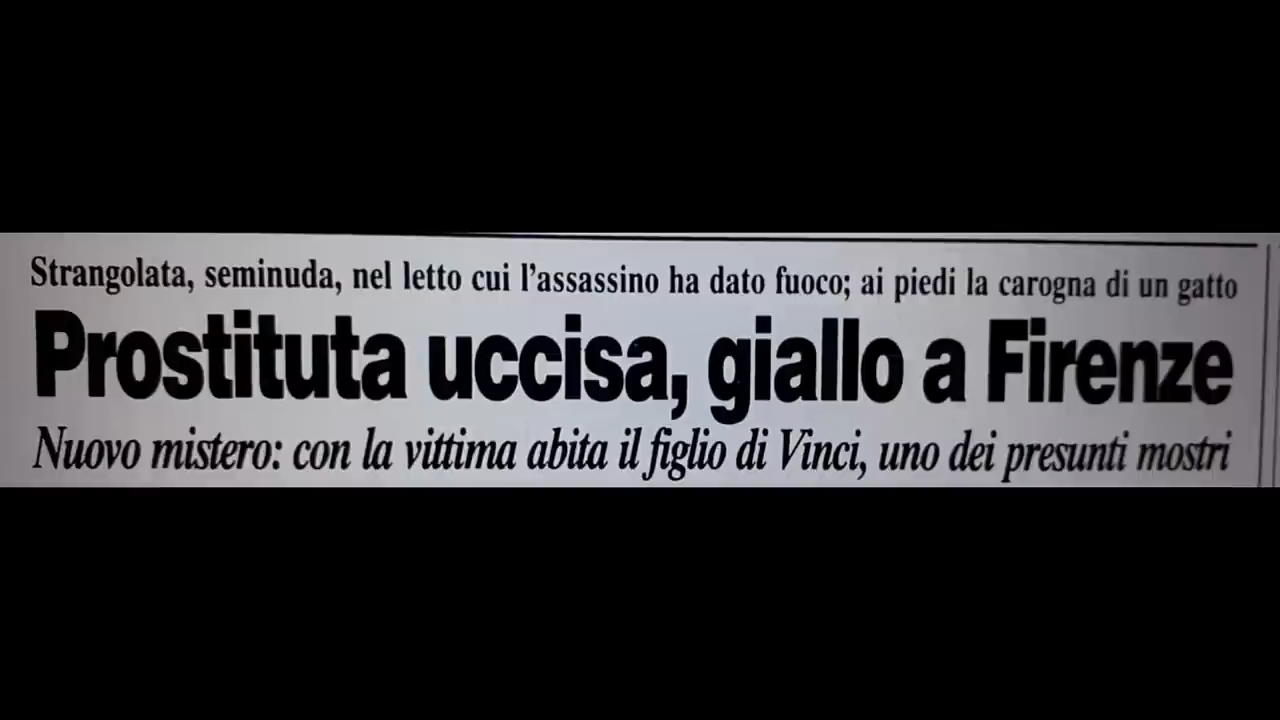 Strangolata, seminuda, nel letto cui l'assassino ha dato fuoco; ai piedi la carogna di un gatto
Prostituta uccisa, giallo a Firenze
Nuovo mistero: con la vittima abita il figlio di Vinci, uno dei presunti mostri